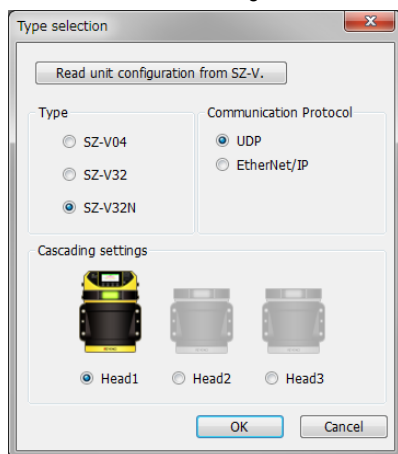 Type selection
Read unit configuration from SZ-V.
Type
SZ-V04
SZ-V32
SZ-V32N
Communication Protocol
UDP
EtherNet/IP
Cascading settings
Head1 Head2 Head3
OK Cancel